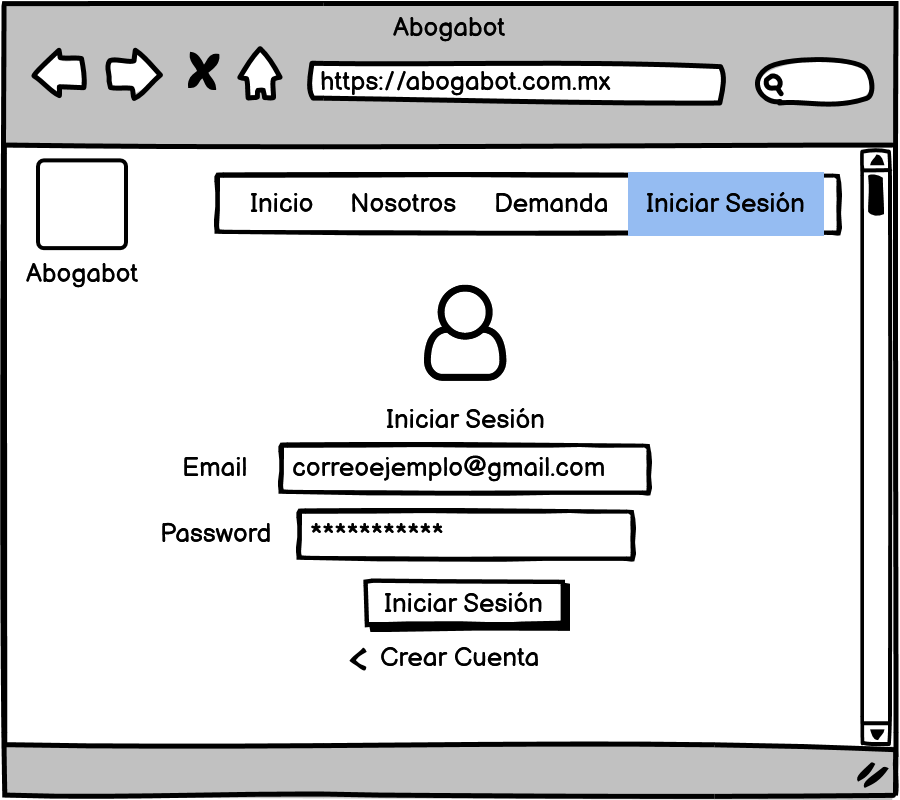 Abogabot
https://abogabot.com.mx
Inicio Nosotros Demanda Iniciar Sesión
Abogabot
Iniciar Sesión
Email correoejemplo@gmail.com
Password ***********
Iniciar Sesión
Crear Cuenta